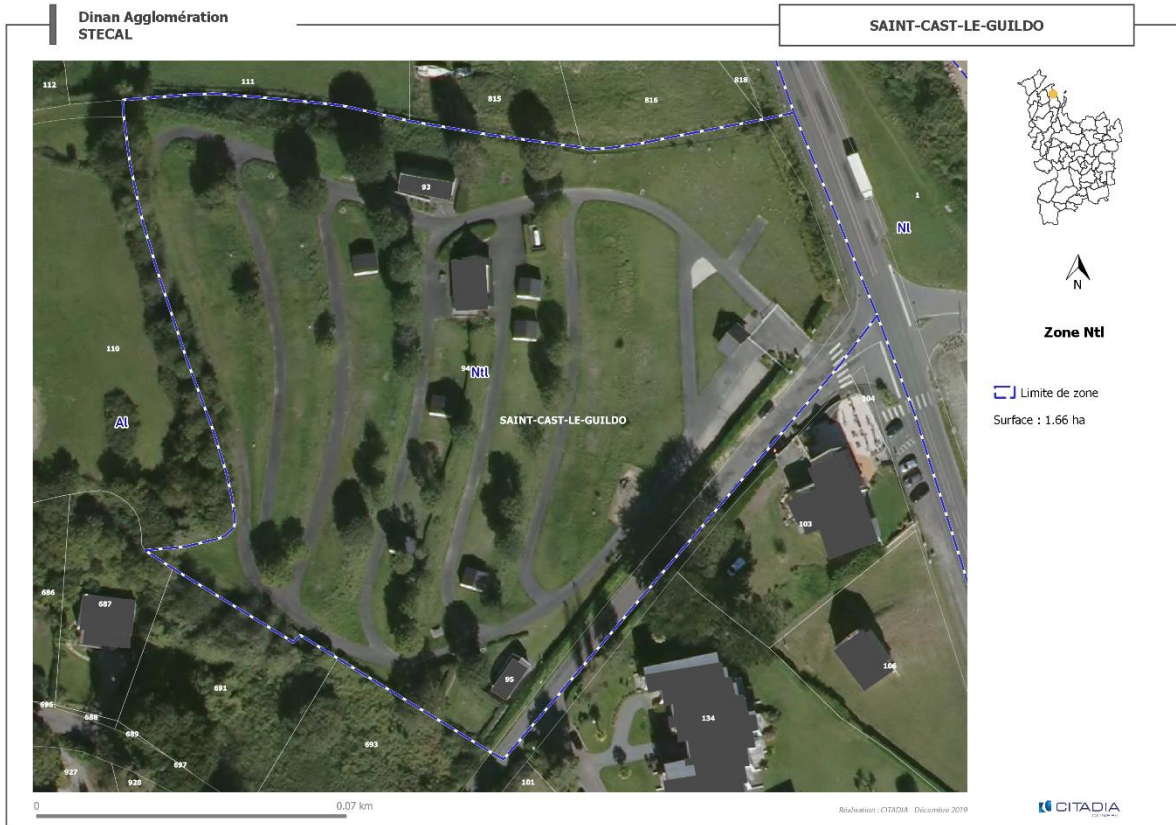 Dinan Agglomération
STECAL
SAINT-CAST-LE-GUILDO
112
111
815
816
818
93
1
Nl
N
Zone Ntl
110
Ntl
Limite de zone
Al
SAINT-CAST-LE-GUILDO
104
Surface : 1.66 ha
103
686
687
106
95
691
134
696
688
689
693
697
927
928
101
0
0.07 km
Réalisation : CITADIA Décembre 2019
CITADIA